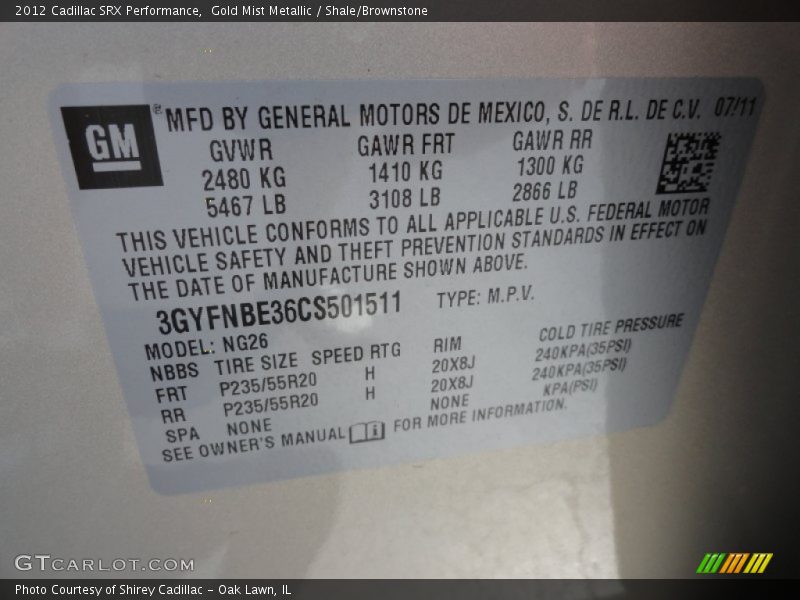 2012 Cadillac SRX Performance,  Gold Mist Metallic / Shale/Brownstone
GM
® MFD BY GENERAL MOTORS DE MEXICO, S. DE R.L. DE C.V. 07/11
GVWR GAWR FRT GAWR RR
2480 KG 1410 KG 1300 KG
5467 LB 3108 LB 2866 LB
THIS VEHICLE CONFORMS TO ALL APPLICABLE U.S. FEDERAL MOTOR
VEHICLE SAFETY AND THEFT PREVENTION STANDARDS IN EFFECT ON
THE DATE OF MANUFACTURE SHOWN ABOVE.
3GYFNBE36CS501511 TYPE: M.P.V.
MODEL: NG26
NBBS TIRE SIZE SPEED RTG RIM COLD TIRE PRESSURE
FRT P235/55R20 H 20X8J 240KPA(35PSI)
RR P235/55R20 H 20X8J 240KPA(35PSI)
SPA NONE NONE KPA(PSI)
SEE OWNER'S MANUAL i FOR MORE INFORMATION.
GTCARLOT.COM
Photo Courtesy of Shirey Cadillac - Oak Lawn, IL